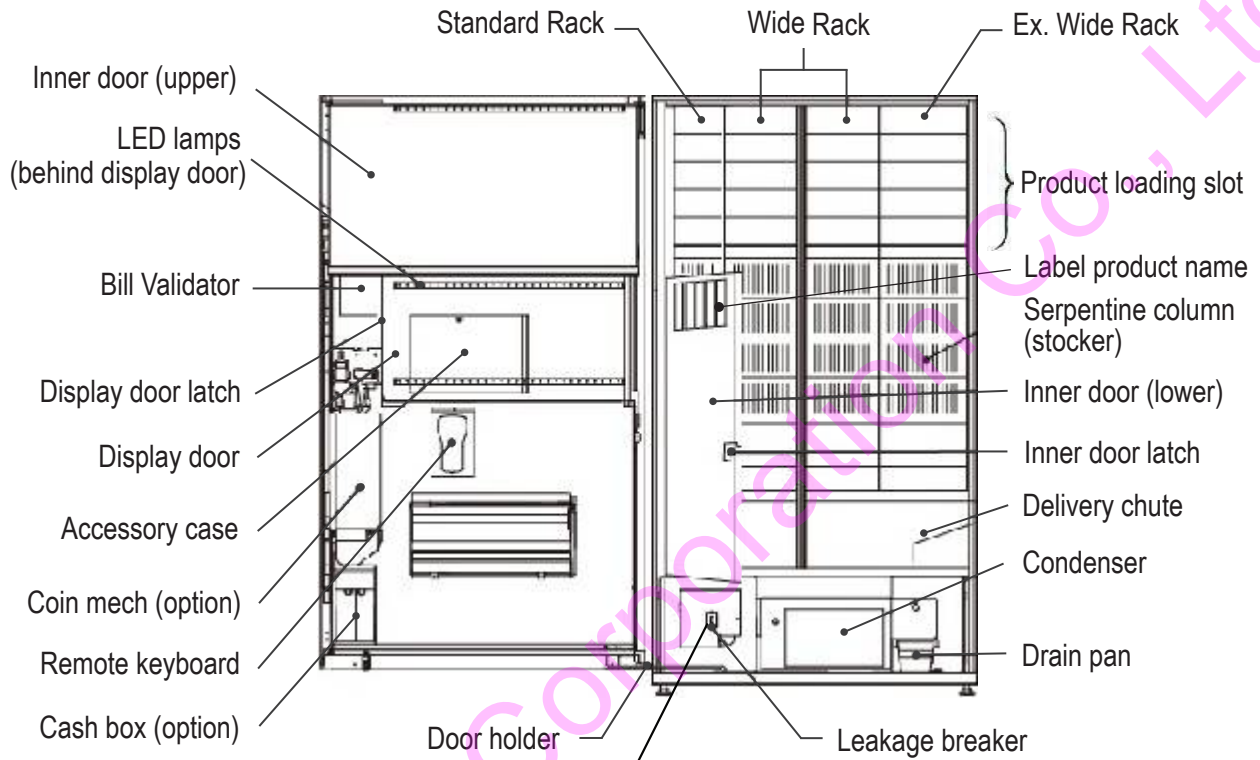 Standard Rack
Wide Rack
Ex. Wide Rack
Inner door (upper)
LED lamps
(behind display door)
Bill Validator
Display door latch
Display door
Accessory case
Coin mech (option)
Remote keyboard
Cash box (option)
Door holder
Product loading slot
Label product name
Serpentine column
(stocker)
Inner door (lower)
Inner door latch
Delivery chute
Condenser
Drain pan
Leakage breaker
Corporation Co., Ltd